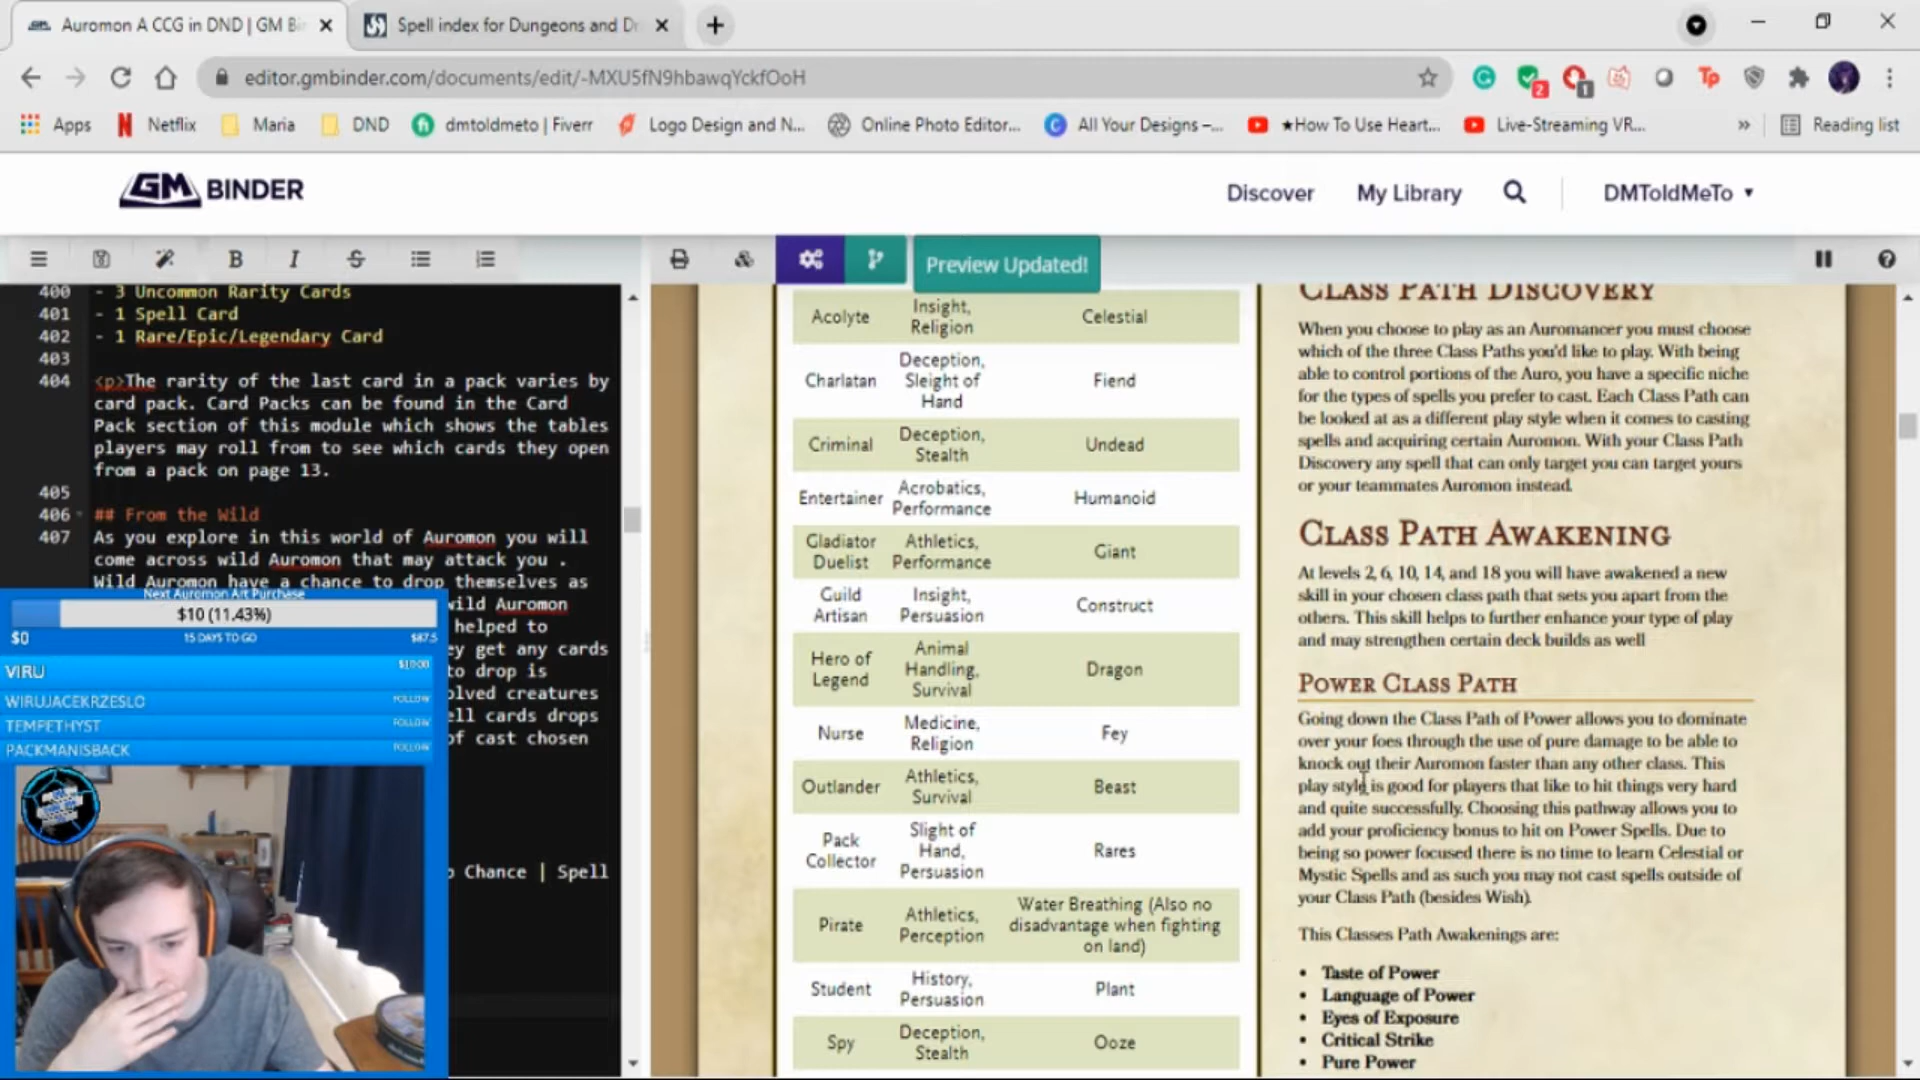 Auromon A CCG in DND | GM Bi
Spell index for Dungeons and D
editor.gmbinder.com/documents/edit/-MXU5fN9hbawqYckfOoH
2
1
Tp
Apps
Netflix
Maria
DND
dmtoldmeto | Fiverr
Logo Design and N...
Online Photo Editor...
All Your Designs –...
★How To Use Heart...
Live-Streaming VR...
»
Reading list
GM BINDER
Discover
My Library
DMToldMeTo
B
I
S
Preview Updated!
400 - 3 Uncommon Rarity Cards
401 - 1 Spell Card
402 - 1 Rare/Epic/Legendary Card
403
404 <p>The rarity of the last card in a pack varies by
card pack. Card Packs can be found in the Card
Pack section of this module which shows the tables
players may roll from to see which cards they open
from a pack on page 13.
405
406 ## From the Wild
407 As you explore in this world of Auromon you will
come across wild Auromon that may attack you .
Wild Auromon have a chance to drop themselves as
wild Auromon
helped to
ey get any cards
to drop is
olved creatures
ell cards drops
of cast chosen
p Chance | Spell
Next Auromon Art Purchase
$10 (11.43%)
$0
15 DAYS TO GO
$87.5
VIRU
$10.00
WIRUJACEKRZESLO
FOLLOW
TEMPETHYST
FOLLOW
PACKMANISBACK
FOLLOW
Acolyte
Insight,
Religion
Celestial
Charlatan
Deception,
Sleight of
Hand
Fiend
Criminal
Deception,
Stealth
Undead
Entertainer
Acrobatics,
Performance
Humanoid
Gladiator
Duelist
Athletics,
Performance
Giant
Guild
Artisan
Insight,
Persuasion
Construct
Hero of
Legend
Animal
Handling,
Survival
Dragon
Nurse
Medicine,
Religion
Fey
Outlander
Athletics,
Survival
Beast
Pack
Collector
Slight of
Hand,
Persuasion
Rares
Pirate
Athletics,
Perception
Water Breathing (Also no
disadvantage when fighting
on land)
Student
History,
Persuasion
Plant
Spy
Deception,
Stealth
Ooze
CLASS PATH DISCOVERY
When you choose to play as an Auromancer you must choose
which of the three Class Paths you'd like to play. With being
able to control portions of the Auro, you have a specific niche
for the types of spells you prefer to cast. Each Class Path can
be looked at as a different play style when it comes to casting
spells and acquiring certain Auromon. With your Class Path
Discovery any spell that can only target you can target yours
or your teammates Auromon instead.
CLASS PATH AWAKENING
At levels 2, 6, 10, 14, and 18 you will have awakened a new
skill in your chosen class path that sets you apart from the
others. This skill helps to further enhance your type of play
and may strengthen certain deck builds as well
POWER CLASS PATH
Going down the Class Path of Power allows you to dominate
over your foes through the use of pure damage to be able to
knock out their Auromon faster than any other class. This
play style is good for players that like to hit things very hard
and quite successfully. Choosing this pathway allows you to
add your proficiency bonus to hit on Power Spells. Due to
being so power focused there is no time to learn Celestial or
Mystic Spells and as such you may not cast spells outside of
your Class Path (besides Wish).
This Classes Path Awakenings are:
• Taste of Power
• Language of Power
• Eyes of Exposure
• Critical Strike
• Pure Power